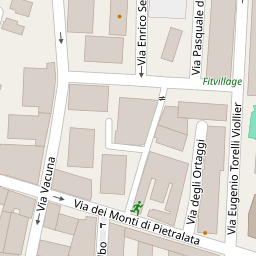 Via Enrico Se
Via Pasquale d
Fitvillage
Via Vacuna
Via degli Ortaggi
Via Eugenio Torelli Viollier
Via dei Monti di Pietralata
bo